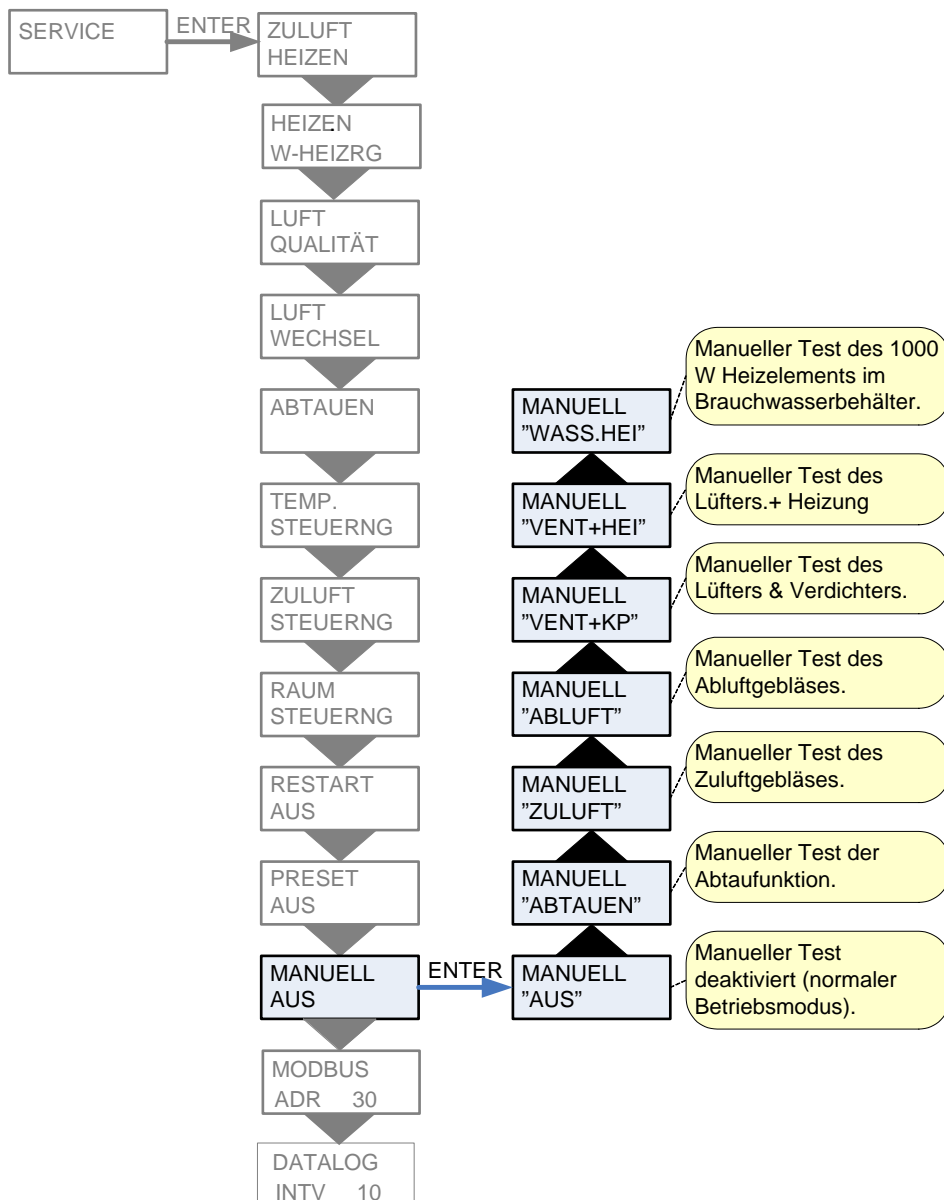 SERVICE
ENTER
ZULUFT
HEIZEN
HEIZEN
W-HEIZRG
LUFT
QUALITÄT
LUFT
WECHSEL
ABTAUEN
TEMP.
STEUERNG
ZULUFT
STEUERNG
RAUM
STEUERNG
RESTART
AUS
PRESET
AUS
MANUELL
AUS
ENTER
MODBUS
ADR 30
DATALOG
INTV 10
MANUELL
”WASS.HEI”
Manueller Test des 1000
W Heizelements im
Brauchwasserbehälter.
MANUELL
”VENT+HEI”
Manueller Test des
Lüfters.+ Heizung
MANUELL
”VENT+KP”
Manueller Test des
Lüfters & Verdichters.
MANUELL
”ABLUFT”
Manueller Test des
Abluftgebläses.
MANUELL
”ZULUFT”
Manueller Test des
Zuluftgebläses.
MANUELL
”ABTAUEN”
Manueller Test der
Abtaufunktion.
MANUELL
”AUS”
Manueller Test
deaktiviert (normaler
Betriebsmodus).